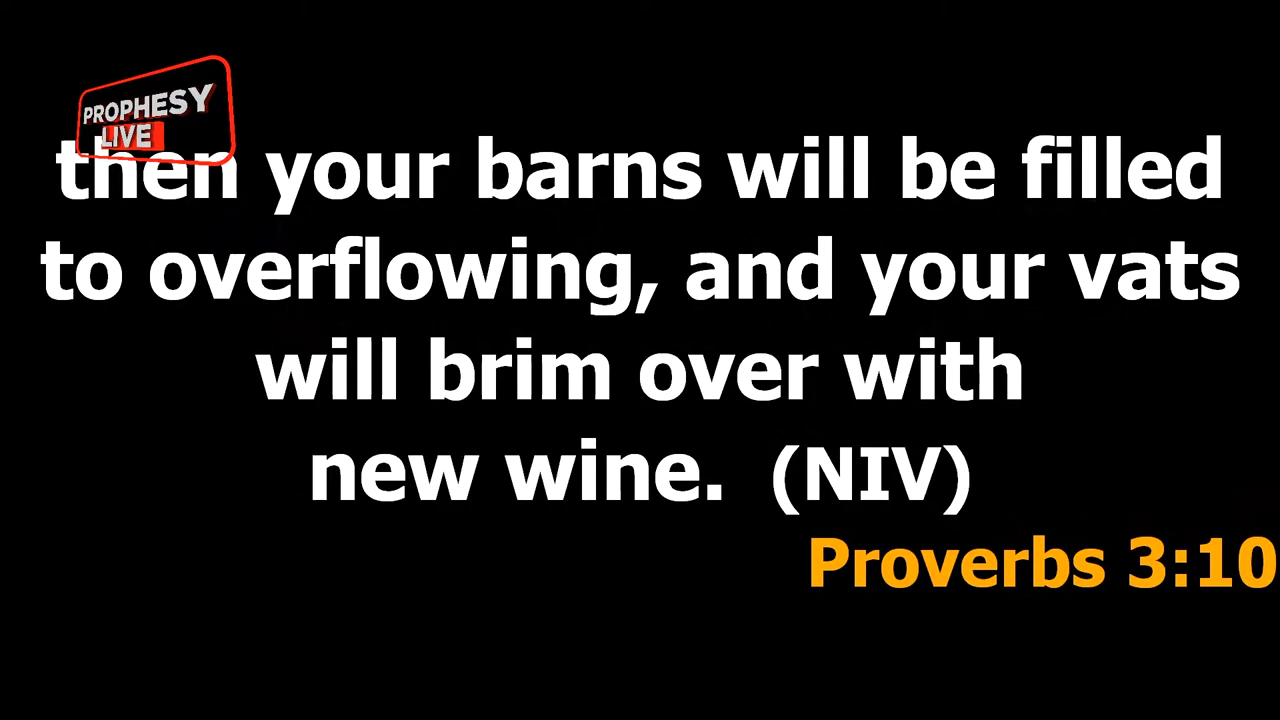 PROPHESY
LIVE
then your barns will be filled
to overflowing, and your vats
will brim over with
new wine. (NIV)
Proverbs 3:10